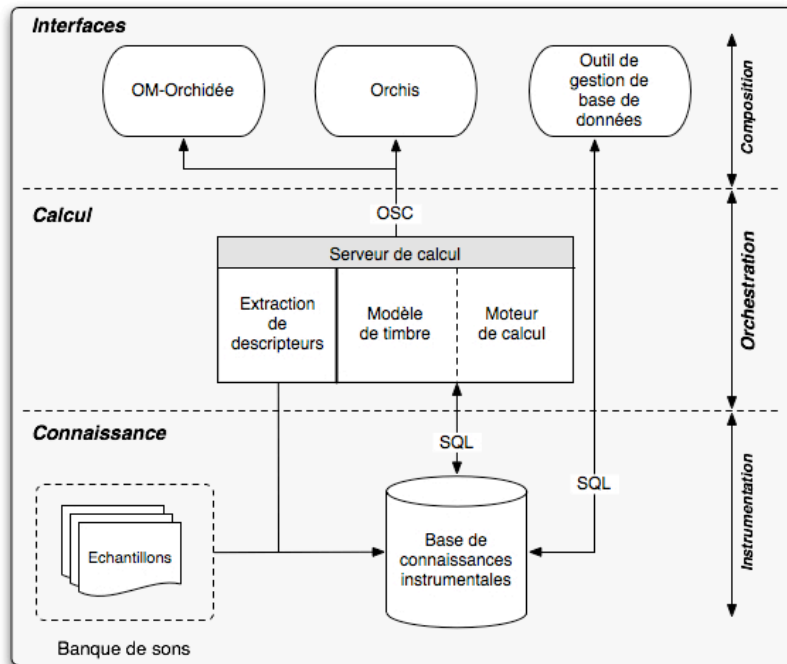 Interfaces
OM-Orchidée
Orchis
Outil de
gestion de
base de
données
Composition
Calcul
OSC
Serveur de calcul
Extraction
de
descripteurs
Modèle
de timbre
Moteur
de calcul
Orchestration
Connaissance
SQL
SQL
Echantillons
Base de
connaissances
instrumentales
Instrumentation
Banque de sons